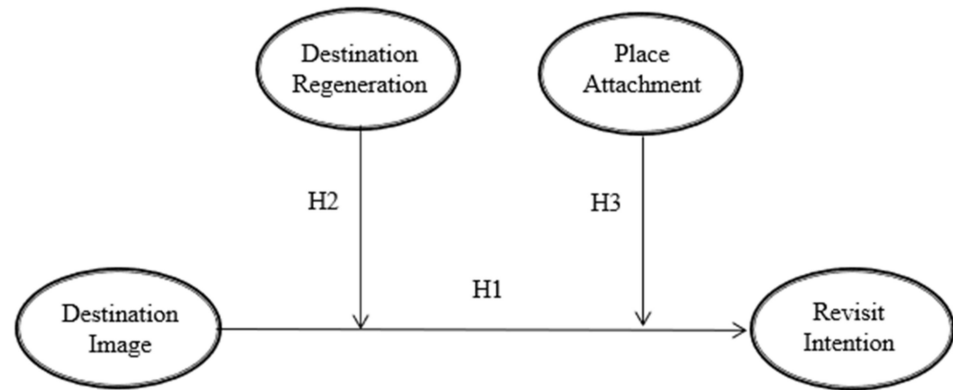 Destination
Regeneration
Place
Attachment
H2
H3
H1
Destination
Image
Revisit
Intention